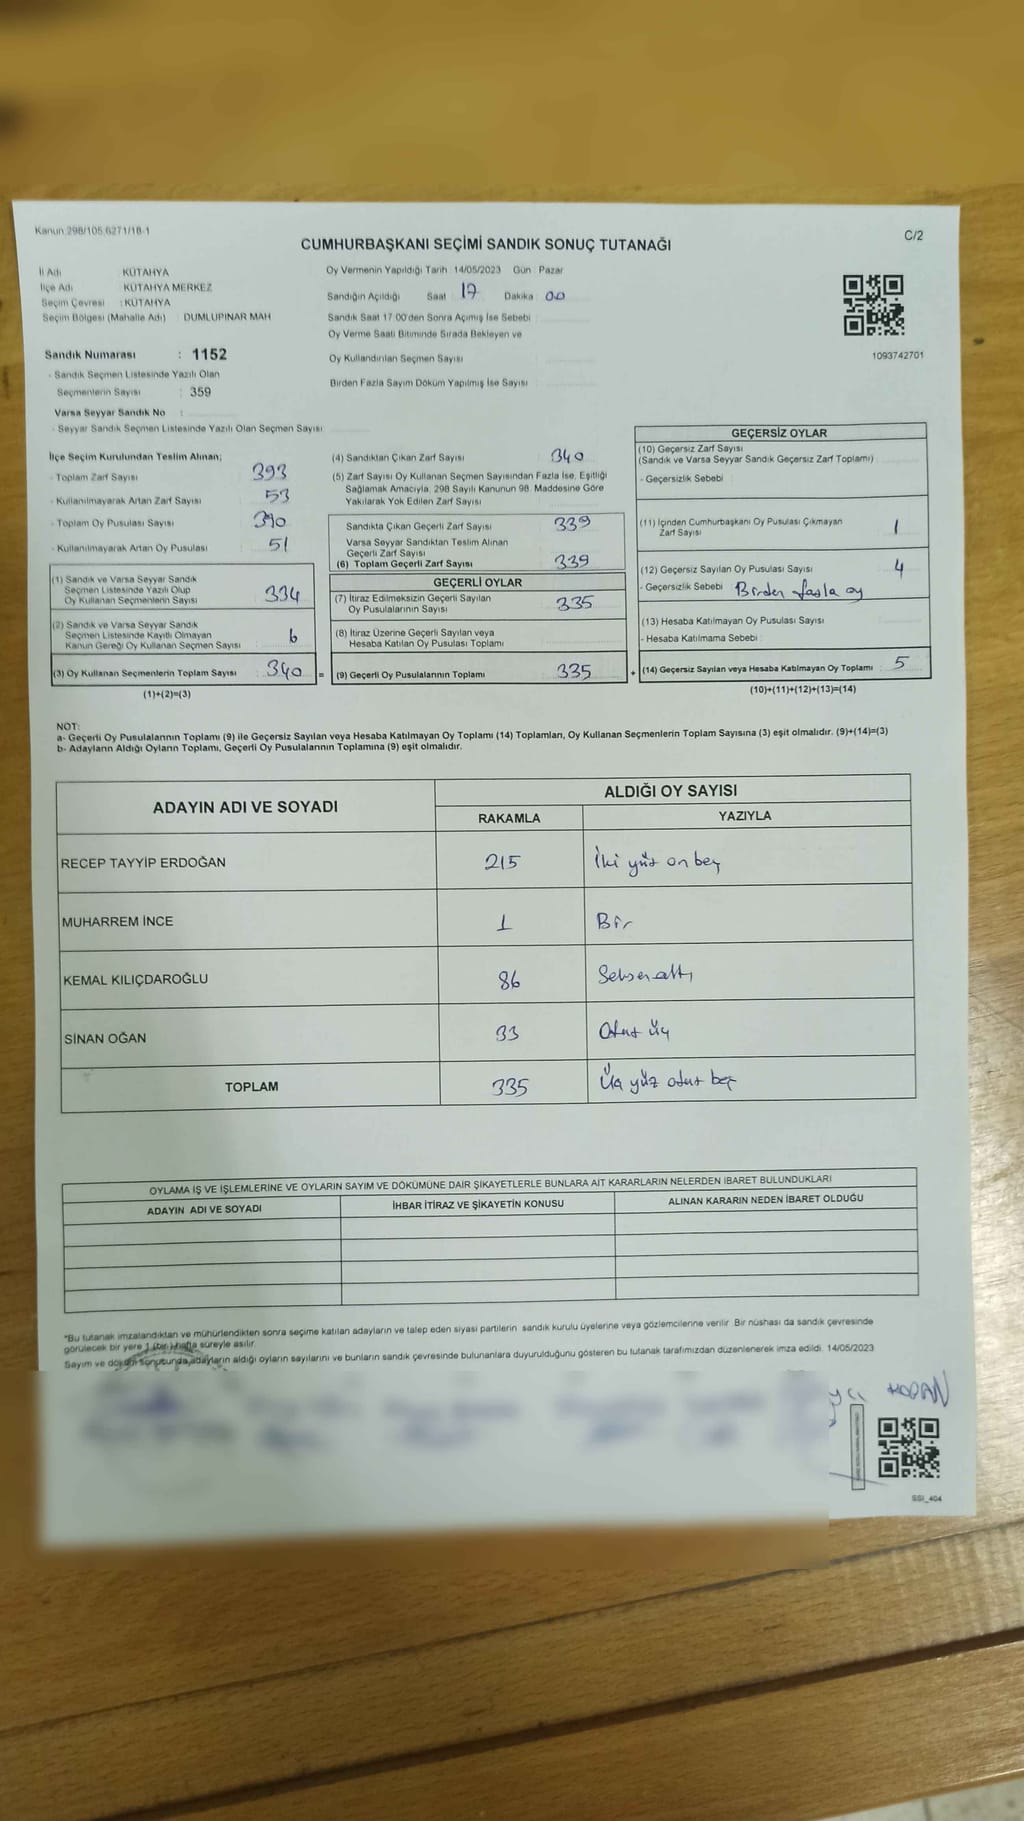 Kanun:298/105,6271/18-1
C/2
CUMHURBAŞKANI SEÇİMİ SANDIK SONUÇ TUTANAĞI
İl Adı KÜTAHYA
İlçe Adı KÜTAHYA MERKEZ
Seçim Çevresi : KÜTAHYA
Seçim Bölgesi (Mahalle Adı) DUMLUPINAR MAH
Sandık Numarası : 1152
- Sandık Seçmen Listesinde Yazılı Olan
Seçmenlerin Sayısı : 359
Varsa Seyyar Sandık No :
- Seyyar Sandık Seçmen Listesinde Yazılı Olan Seçmen Sayısı
Oy Vermenin Yapıldığı Tarih 14/05/2023 Gün Pazar
Sandığın Açıldığı Saat 17 Dakika 00
Sandık Saat 17:00'den Sonra Açımış İse Sebebi
Oy Verme Saati Bitiminde Sırada Bekleyen ve
Oy Kullandırılan Seçmen Sayısı
Birden Fazla Sayım Döküm Yapılmış İse Sayısı
1093742701
İlçe Seçim Kurulundan Teslim Alınan;
- Toplam Zarf Sayısı 393
- Kullanılmayarak Artan Zarf Sayısı 53
- Toplam Oy Pusulası Sayısı 390
- Kullanılmayarak Artan Oy Pusulası 51
(1) Sandık ve Varsa Seyyar Sandık
Seçmen Listesinde Yazılı Olup
Oy Kullanan Seçmenlerin Sayısı 334
(2) Sandık ve Varsa Seyyar Sandık
Seçmen Listesinde Kayıtlı Olmayan
Kanun Gereği Oy Kullanan Seçmen Sayısı 6
(3) Oy Kullanan Seçmenlerin Toplam Sayısı 340 =
(1)+(2)=(3)
(4) Sandıktan Çıkan Zarf Sayısı 340
(5) Zarf Sayısı Oy Kullanan Seçmen Sayısından Fazla İse, Eşitliği
Sağlamak Amacıyla; 298 Sayılı Kanunun 98. Maddesine Göre
Yakılarak Yok Edilen Zarf Sayısı
Sandıkta Çıkan Geçerli Zarf Sayısı 339
Varsa Seyyar Sandıktan Teslim Alınan
Geçerli Zarf Sayısı
(6) Toplam Geçerli Zarf Sayısı 339
GEÇERLİ OYLAR
(7) İtiraz Edilmeksizin Geçerli Sayılan
Oy Pusulalarının Sayısı 335
(8) İtiraz Üzerine Geçerli Sayılan veya
Hesaba Katılan Oy Pusulası Toplamı
(9) Geçerli Oy Pusulalarının Toplamı 335 +
GEÇERSİZ OYLAR
(10) Geçersiz Zarf Sayısı
(Sandık ve Varsa Seyyar Sandık Geçersiz Zarf Toplamı)
- Geçersizlik Sebebi :
(11) İçinden Cumhurbaşkanı Oy Pusulası Çıkmayan
Zarf Sayısı 1
(12) Geçersiz Sayılan Oy Pusulası Sayısı 4
- Geçersizlik Sebebi Birden fazla oy
(13) Hesaba Katılmayan Oy Pusulası Sayısı
- Hesaba Katılmama Sebebi :
(14) Geçersiz Sayılan veya Hesaba Katılmayan Oy Toplamı : 5
(10)+(11)+(12)+(13)=(14)
NOT:
a- Geçerli Oy Pusulalarının Toplamı (9) ile Geçersiz Sayılan veya Hesaba Katılmayan Oy Toplamı (14) Toplamları, Oy Kullanan Seçmenlerin Toplam Sayısına (3) eşit olmalıdır. (9)+(14)=(3)
b- Adayların Aldığı Oyların Toplamı, Geçerli Oy Pusulalarının Toplamına (9) eşit olmalıdır.
ADAYIN ADI VE SOYADI ALDIĞI OY SAYISI
RAKAMLA YAZIYLA
RECEP TAYYİP ERDOĞAN 215 İki yüz on beş
MUHARREM İNCE 1 Bir
KEMAL KILIÇDAROĞLU 86 Seksen altı
SİNAN OĞAN 33 Otuz üç
TOPLAM 335 Üç yüz otuz beş
OYLAMA İŞ VE İŞLEMLERİNE VE OYLARIN SAYIM VE DÖKÜMÜNE DAİR ŞİKAYETLERLE BUNLARA AİT KARARLARIN NELERDEN İBARET BULUNDUKLARI
ADAYIN ADI VE SOYADI İHBAR İTİRAZ VE ŞİKAYETİN KONUSU ALINAN KARARIN NEDEN İBARET OLDUĞU
"Bu tutanak imzalandıktan ve mühürlendikten sonra seçime katılan adayların ve talep eden siyasi partilerin sandık kurulu üyelerine veya gözlemcilerine verilir. Bir nüshası da sandık çevresinde
görülecek bir yere 1 (bir) hafta süreyle asılır.
Sayım ve döküm sonucunda, adayların aldığı oyların sayılarını ve bunların sandık çevresinde bulunanlara duyurulduğunu gösteren bu tutanak tarafımızdan düzenlenerek imza edildi. 14/05/2023
SSI_404